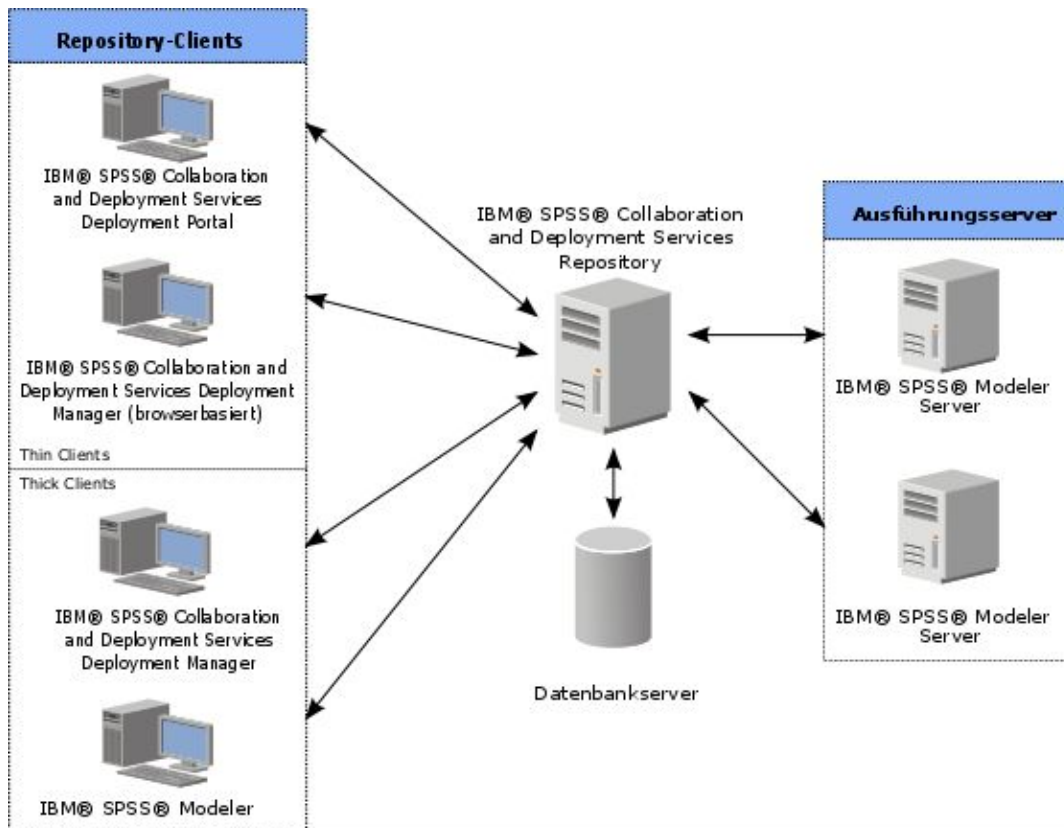 Repository-Clients
IBM® SPSS® Collaboration
and Deployment Services
Deployment Portal
IBM® SPSS® Collaboration and
Deployment Services Deployment
Manager (browserbasiert)
Thin Clients
Thick Clients
IBM® SPSS® Collaboration
and Deployment Services
Deployment Manager
IBM® SPSS® Modeler
IBM® SPSS® Collaboration
and Deployment Services
Repository
Datenbankserver
Ausführungsserver
IBM® SPSS® Modeler
Server
IBM® SPSS® Modeler
Server